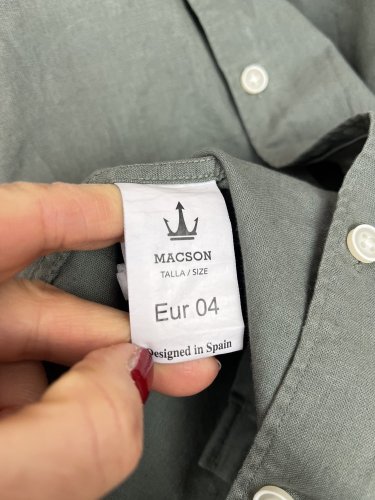 MACSON
TALLA / SIZE
Eur 04
Designed in Spain